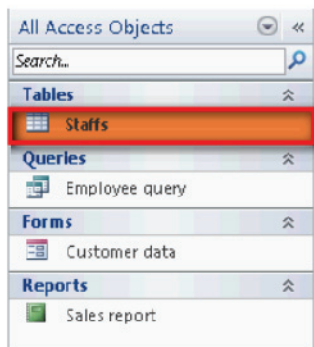 All Access Objects
Search...
Tables
Staffs
Queries
Employee query
Forms
Customer data
Reports
Sales report